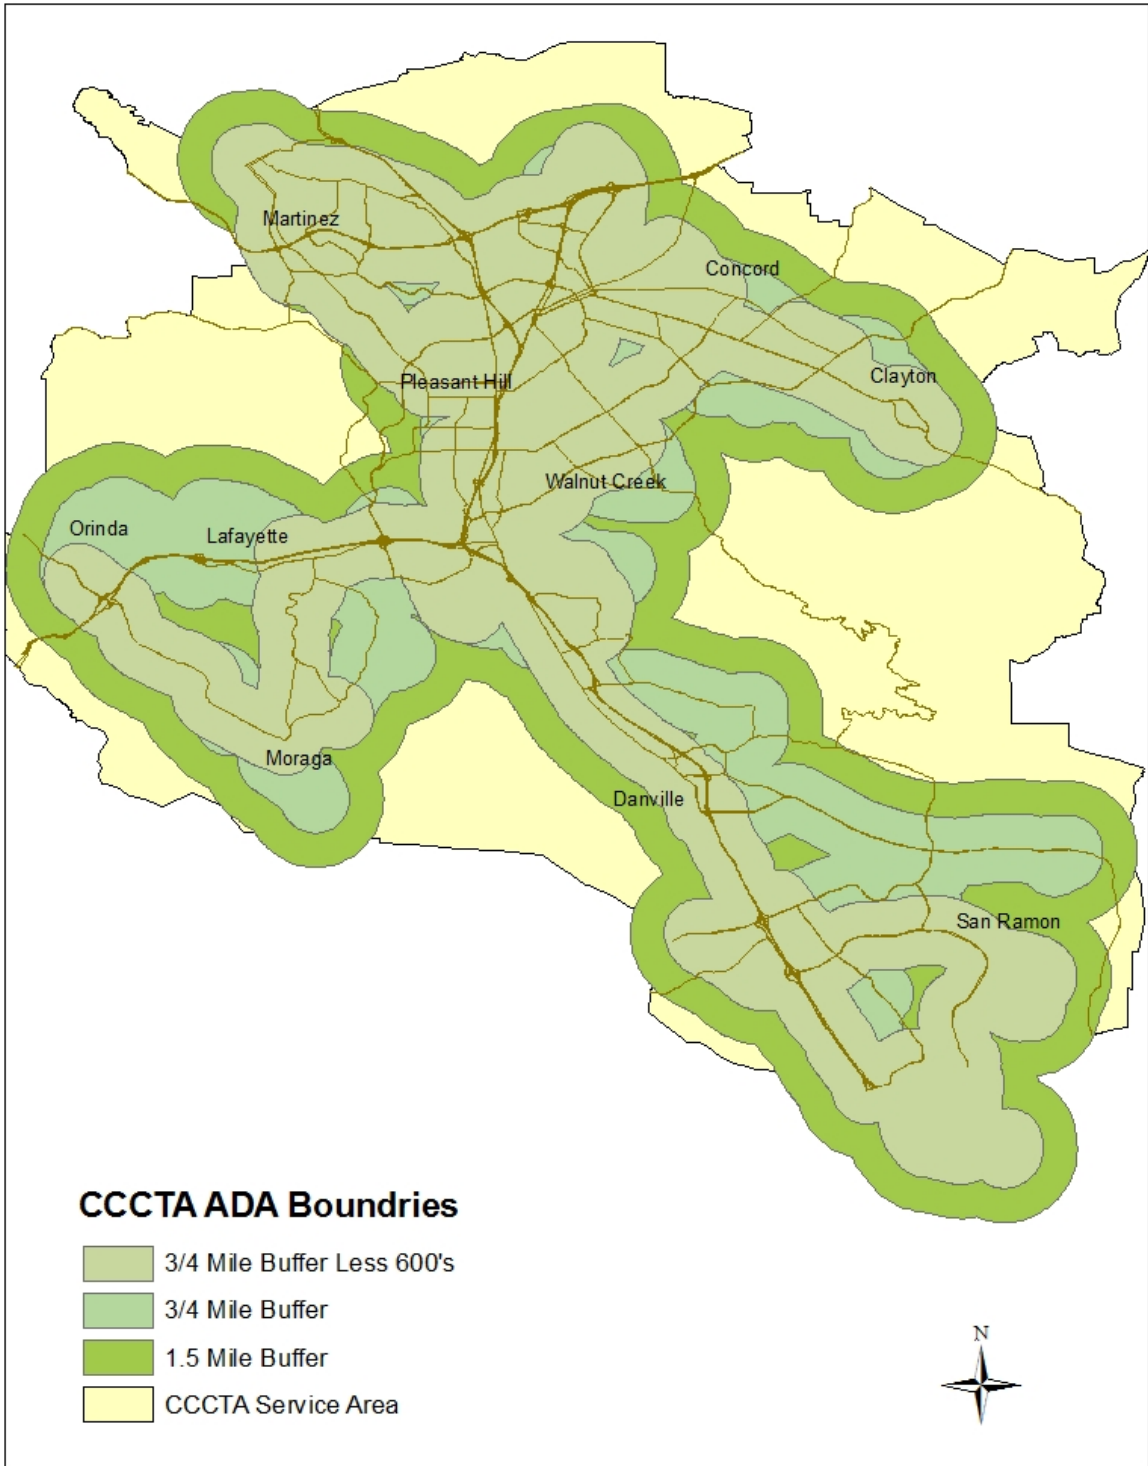 Martinez
Concord
Pleasant Hill
Clayton
Walnut Creek
Orinda
Lafayette
Moraga
Danville
San Ramon
CCCTA ADA Boundries
3/4 Mile Buffer Less 600's
3/4 Mile Buffer
1.5 Mile Buffer
CCCTA Service Area
N